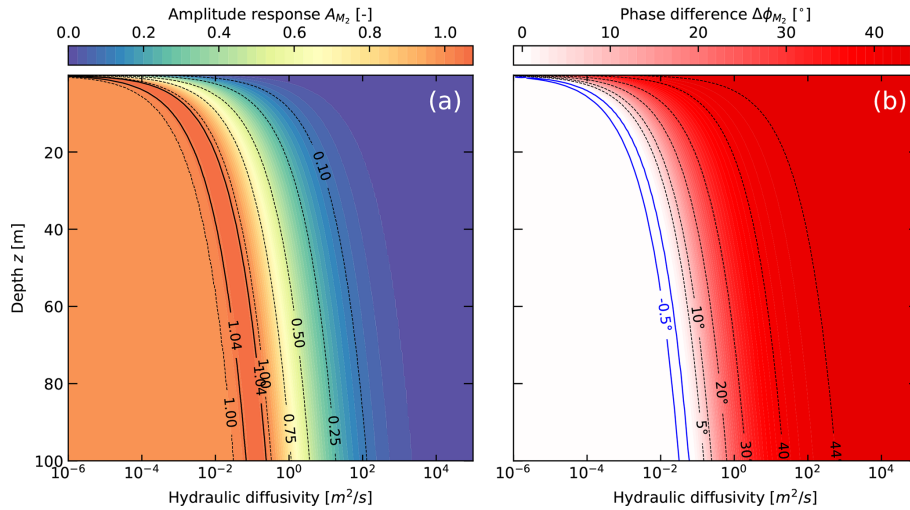 Amplitude response A_{M_2} [-]
0.0 0.2 0.4 0.6 0.8 1.0
(a)
20
40
60
80
100
Depth z [m]
0.10
1.04
0.50
1.00
1.04
1.00
0.75
0.25
10^{-6} 10^{-4} 10^{-2} 10^{0} 10^{2} 10^{4}
Hydraulic diffusivity [m^2/s]
Phase difference Δϕ_{M_2} [°]
0 10 20 30 40
(b)
-0.5°
10°
20°
5°
30°
40°
44°
10^{-6} 10^{-4} 10^{-2} 10^{0} 10^{2} 10^{4}
Hydraulic diffusivity [m^2/s]